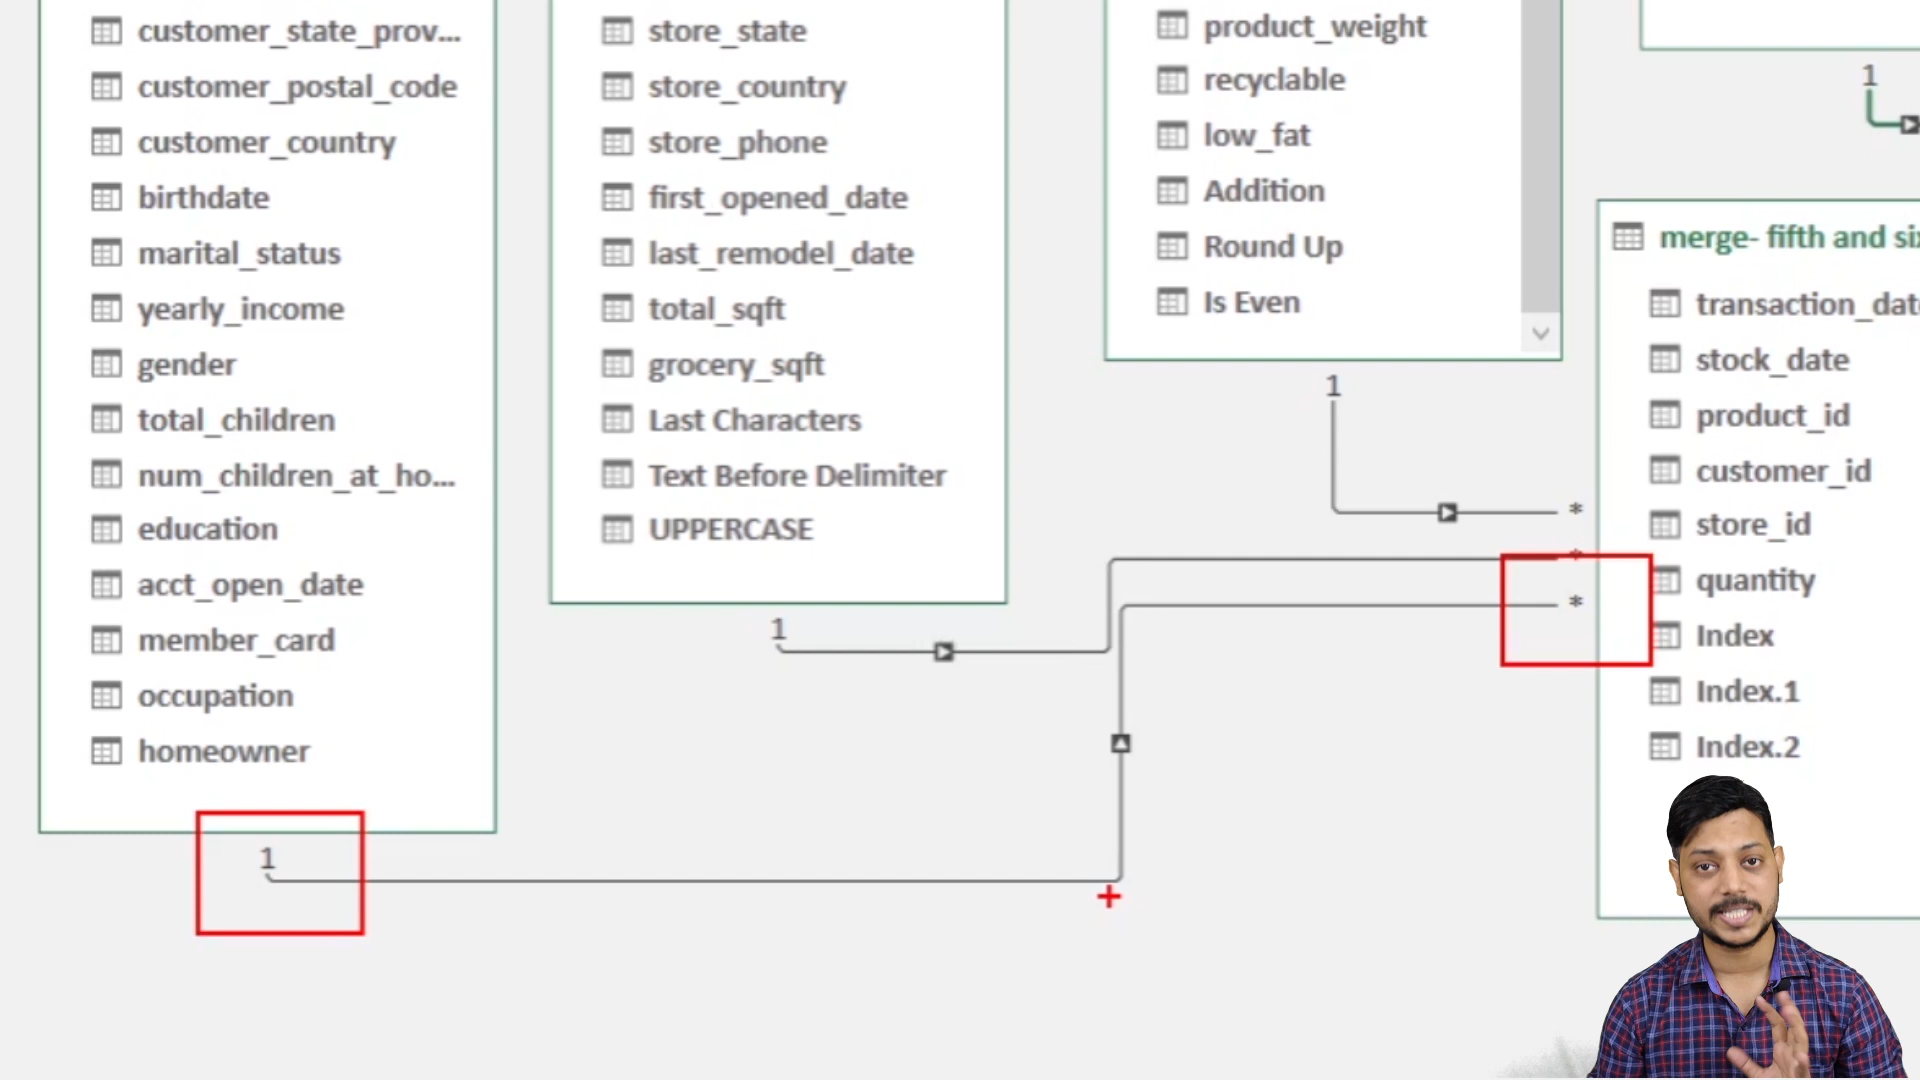 customer_state_prov...
customer_postal_code
customer_country
birthdate
marital_status
yearly_income
gender
total_children
num_children_at_ho...
education
acct_open_date
member_card
occupation
homeowner
1
store_state
store_country
store_phone
first_opened_date
last_remodel_date
total_sqft
grocery_sqft
Last Characters
Text Before Delimiter
UPPERCASE
1
product_weight
recyclable
low_fat
Addition
Round Up
Is Even
1
*
*
*
1
merge- fifth and six
transaction_date
stock_date
product_id
customer_id
store_id
quantity
Index
Index.1
Index.2